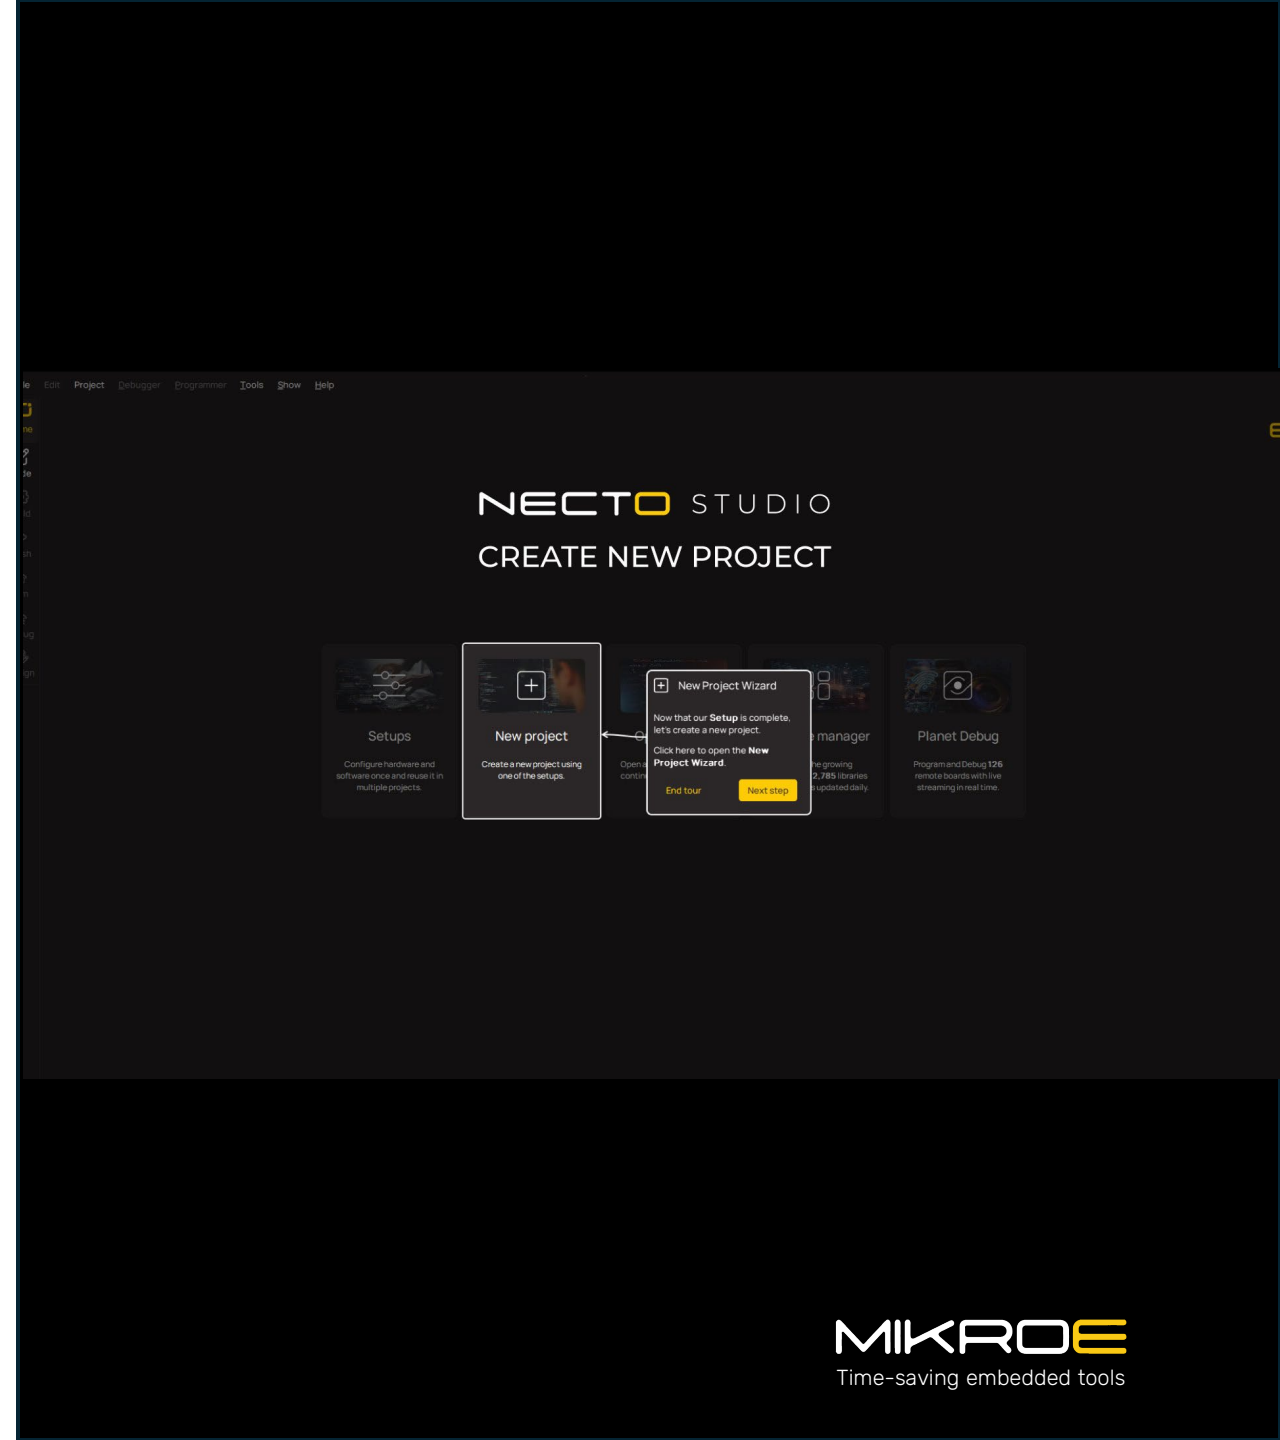 Edit Project Debugger Programmer Tools Show Help
NECTO STUDIO
CREATE NEW PROJECT
Setups
Configure hardware and
software once and reuse it in
multiple projects.
New project
Create a new project using
one of the setups.
New Project Wizard
Now that our Setup is complete,
let's create a new project.
Click here to open the New
Project Wizard.
End tour
Next step
manager
growing
2,785 libraries
updated daily.
Planet Debug
Program and Debug 126
remote boards with live
streaming in real time.
MIKROE
Time-saving embedded tools